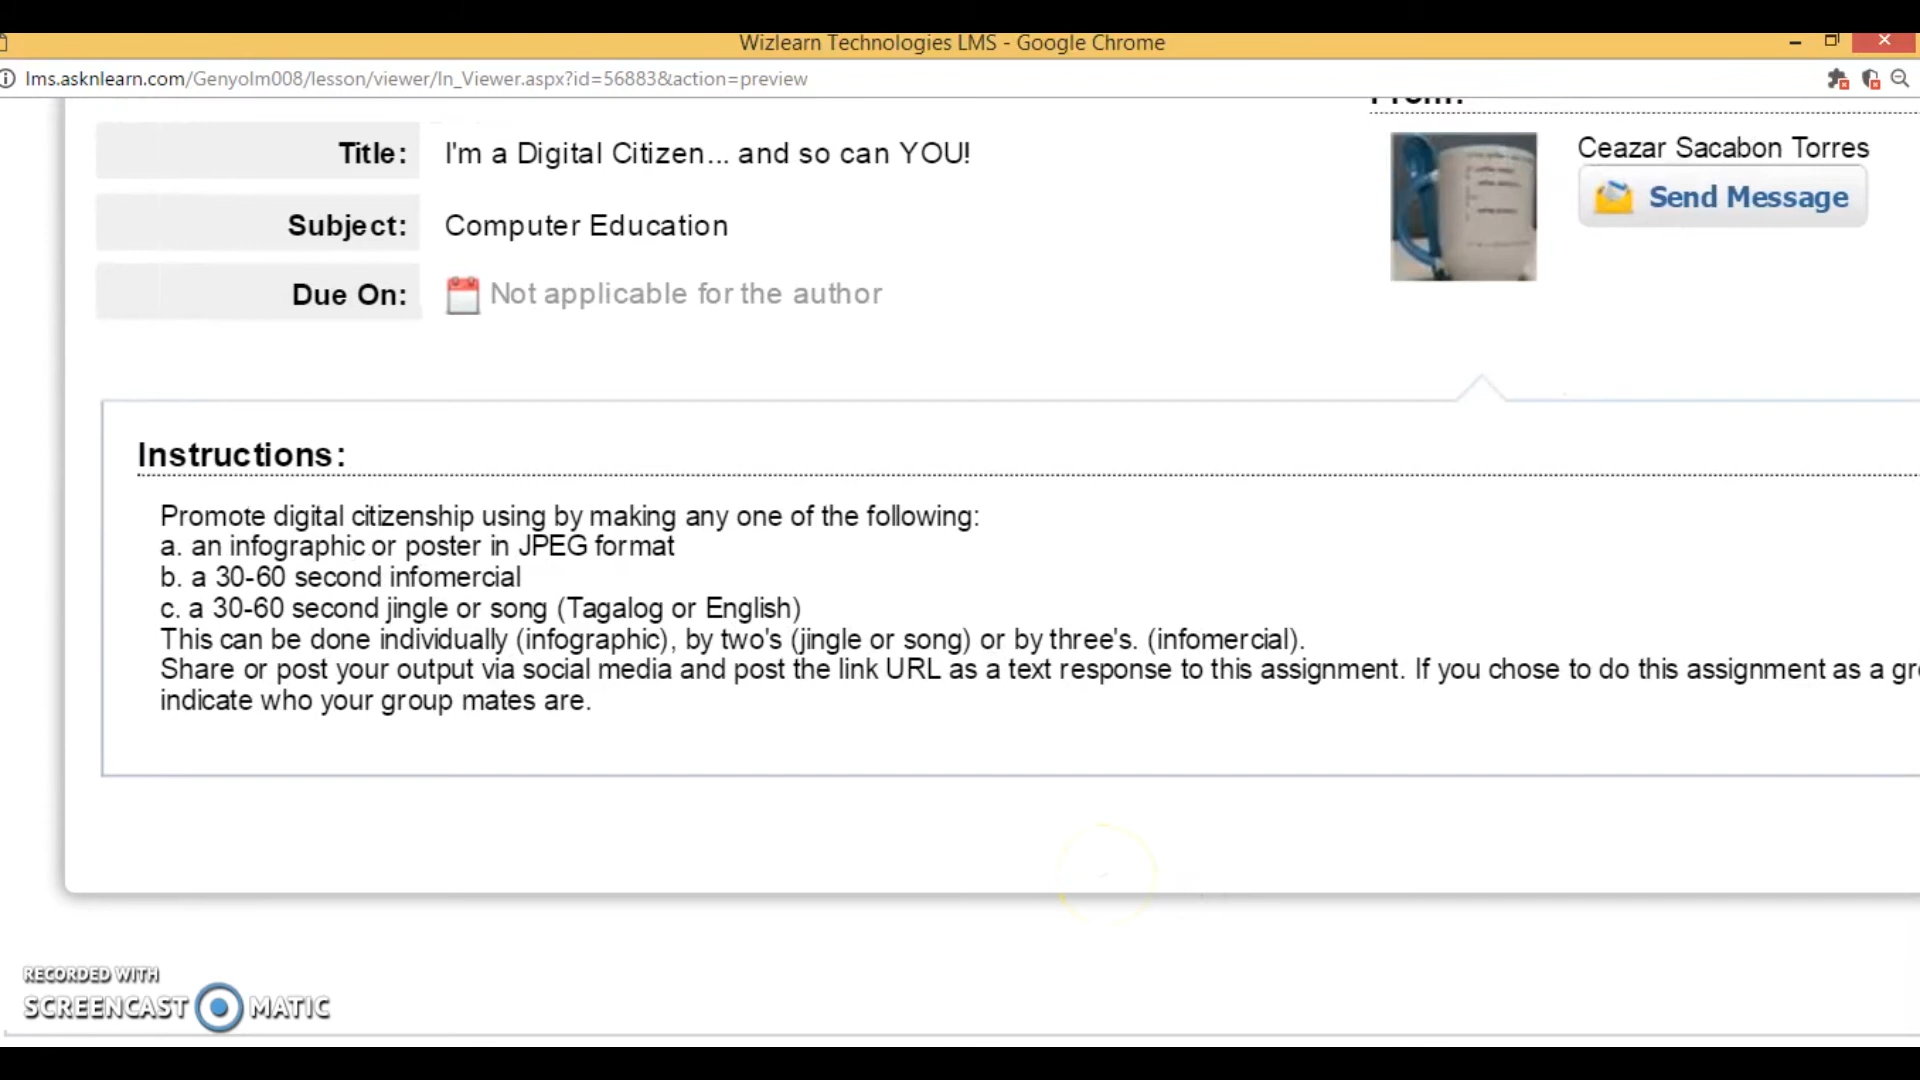 Wizlearn Technologies LMS - Google Chrome
lms.asknlearn.com/Genyolm008/lesson/viewer/In_Viewer.aspx?id=56883&action=preview
From:
Title: I'm a Digital Citizen... and so can YOU!
Ceazar Sacabon Torres
Send Message
Subject: Computer Education
Due On: Not applicable for the author
Instructions:
Promote digital citizenship using by making any one of the following:
a. an infographic or poster in JPEG format
b. a 30-60 second infomercial
c. a 30-60 second jingle or song (Tagalog or English)
This can be done individually (infographic), by two's (jingle or song) or by three's. (infomercial).
Share or post your output via social media and post the link URL as a text response to this assignment. If you chose to do this assignment as a gr
indicate who your group mates are.
RECORDED WITH
SCREENCAST MATIC